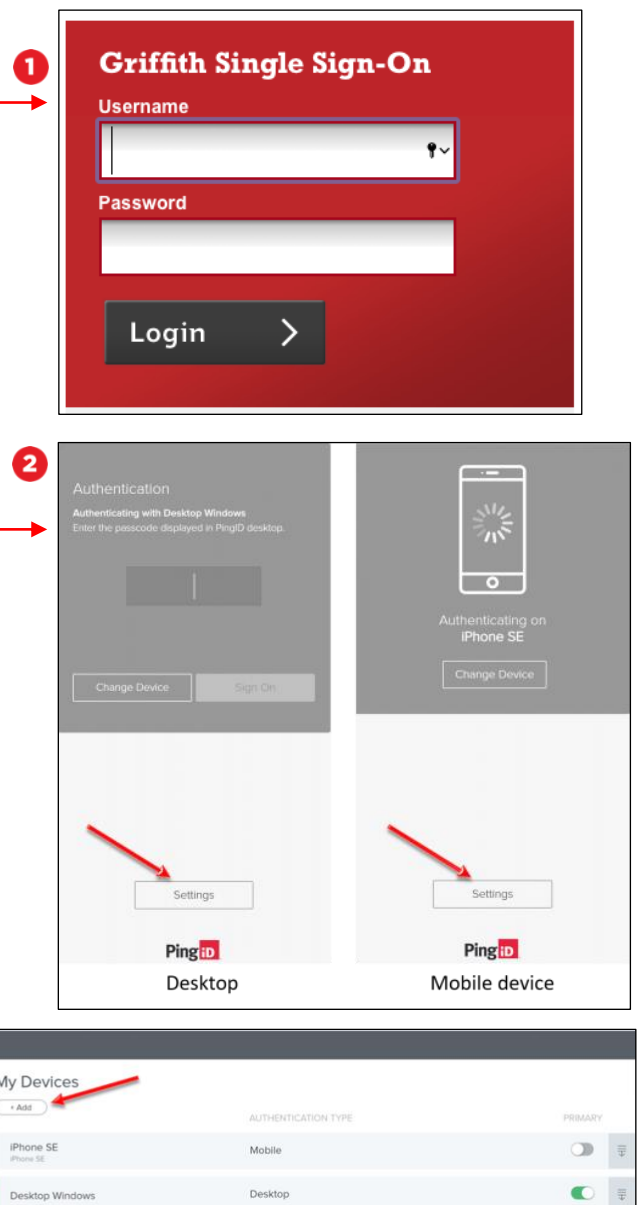 1
Griffith Single Sign-On
Username
Password
Login
2
Authentication
Authenticating with Desktop Windows
Enter the passcode displayed in PingID desktop.
Change Device
Sign On
Settings
PingID
Desktop
Authenticating on
iPhone SE
Change Device
Settings
PingID
Mobile device
My Devices
+ Add
AUTHENTICATION TYPE
PRIMARY
iPhone SE
Mobile
iPhone SE
Desktop Windows
Desktop